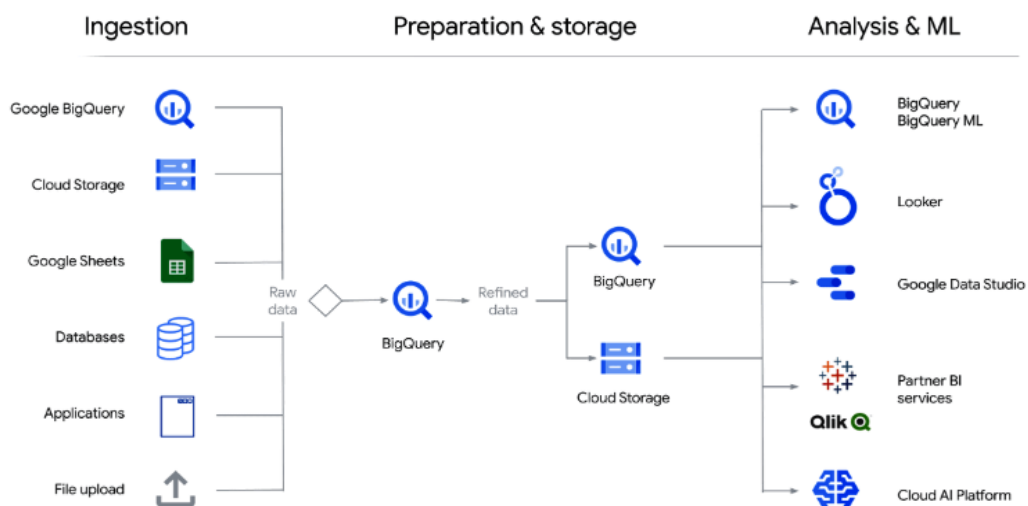 Ingestion
Preparation & storage
Analysis & ML
Google BigQuery
Cloud Storage
Google Sheets
Databases
Applications
File upload
Raw
data
BigQuery
Refined
data
BigQuery
Cloud Storage
BigQuery
BigQuery ML
Looker
Google Data Studio
Partner BI
services
Qlik
Cloud AI Platform